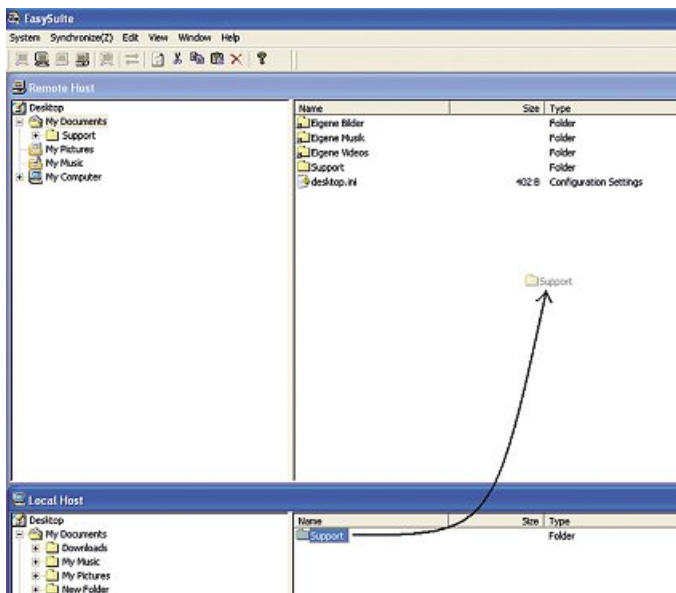 EasySuite
System Synchronize(Z) Edit View Window Help
Remote Host
Desktop
My Documents
Support
My Pictures
My Music
My Computer
Name Size Type
Eigene Bilder Folder
Eigene Musik Folder
Eigene Videos Folder
Support Folder
desktop.ini 402 B Configuration Settings
Support
Local Host
Desktop
My Documents
Downloads
My Music
My Pictures
New Folder
Name Size Type
Support Folder